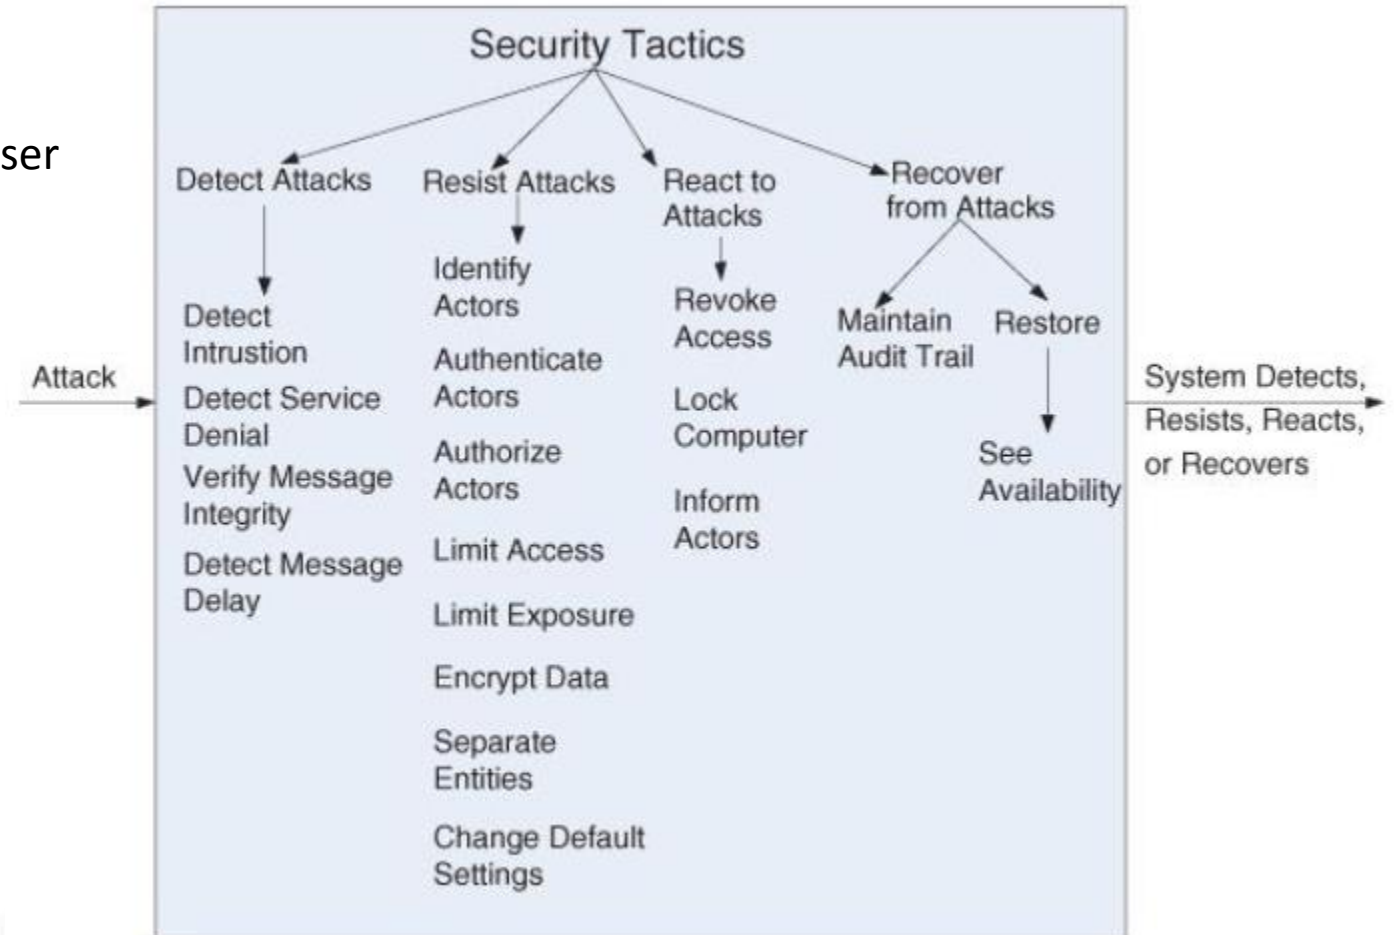 Security Tactics
ser
Detect Attacks
Resist Attacks
React to
Attacks
Recover
from Attacks
Detect
Intrustion
Detect Service
Denial
Verify Message
Integrity
Detect Message
Delay
Identify
Actors
Authenticate
Actors
Authorize
Actors
Limit Access
Limit Exposure
Encrypt Data
Separate
Entities
Change Default
Settings
Revoke
Access
Lock
Computer
Inform
Actors
Maintain
Audit Trail
Restore
See
Availability
Attack
System Detects,
Resists, Reacts,
or Recovers